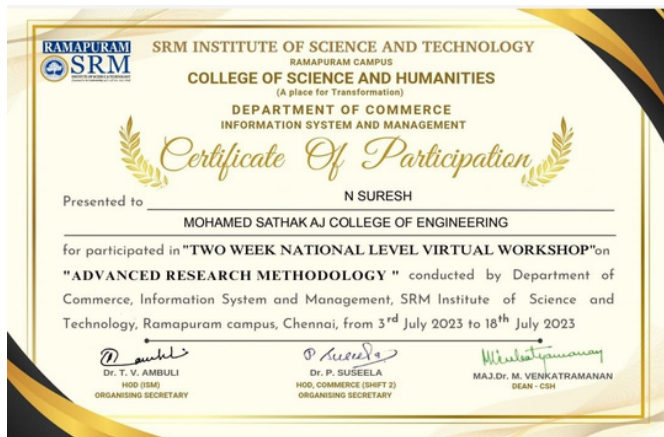 RAMAPURAM
SRM
SRM INSTITUTE OF SCIENCE AND TECHNOLOGY
RAMAPURAM CAMPUS
COLLEGE OF SCIENCE AND HUMANITIES
(A place for Transformation)
DEPARTMENT OF COMMERCE
INFORMATION SYSTEM AND MANAGEMENT
Certificate Of Participation
Presented to N SURESH
MOHAMED SATHAK AJ COLLEGE OF ENGINEERING
for participated in "TWO WEEK NATIONAL LEVEL VIRTUAL WORKSHOP"on
"ADVANCED RESEARCH METHODOLOGY " conducted by Department of
Commerce, Information System and Management, SRM Institute of Science and
Technology, Ramapuram campus, Chennai, from 3rd July 2023 to 18th July 2023
Dr. T. V. AMBULI
HOD (ISM)
ORGANISING SECRETARY
P Suseela
Dr. P. SUSEELA
HOD, COMMERCE (SHIFT 2)
ORGANISING SECRETARY
MAJ.Dr. M. VENKATRAMANAN
DEAN - CSH